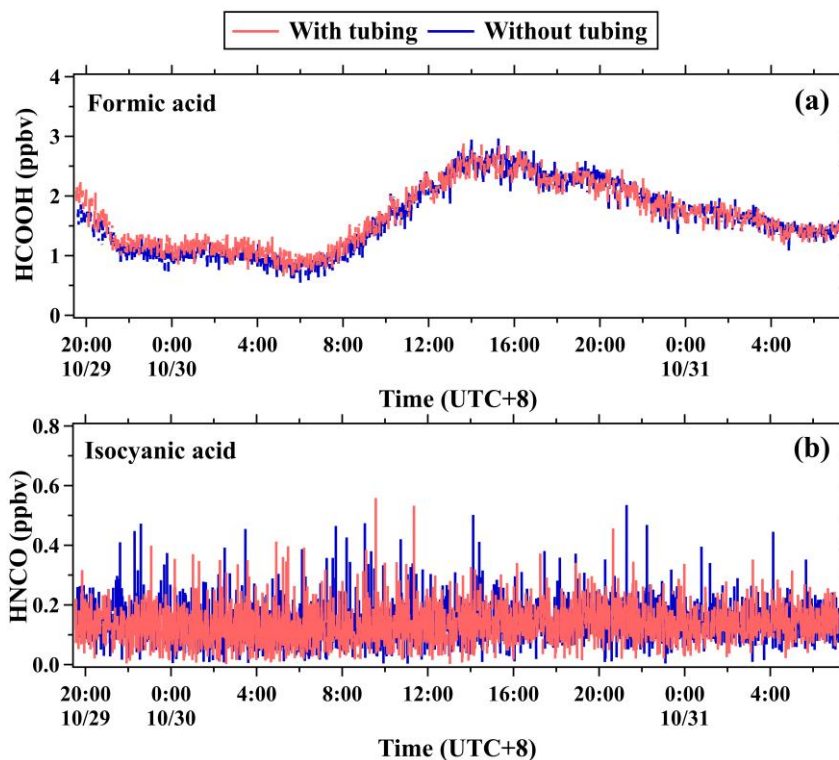 With tubing Without tubing
Formic acid (a)
HCOOH (ppbv)
4
3
2
1
0
20:00 0:00 4:00 8:00 12:00 16:00 20:00 0:00 4:00
10/29 10/30 10/31
Time (UTC+8)
Isocyanic acid (b)
HNCO (ppbv)
0.8
0.6
0.4
0.2
0.0
20:00 0:00 4:00 8:00 12:00 16:00 20:00 0:00 4:00
10/29 10/30 10/31
Time (UTC+8)